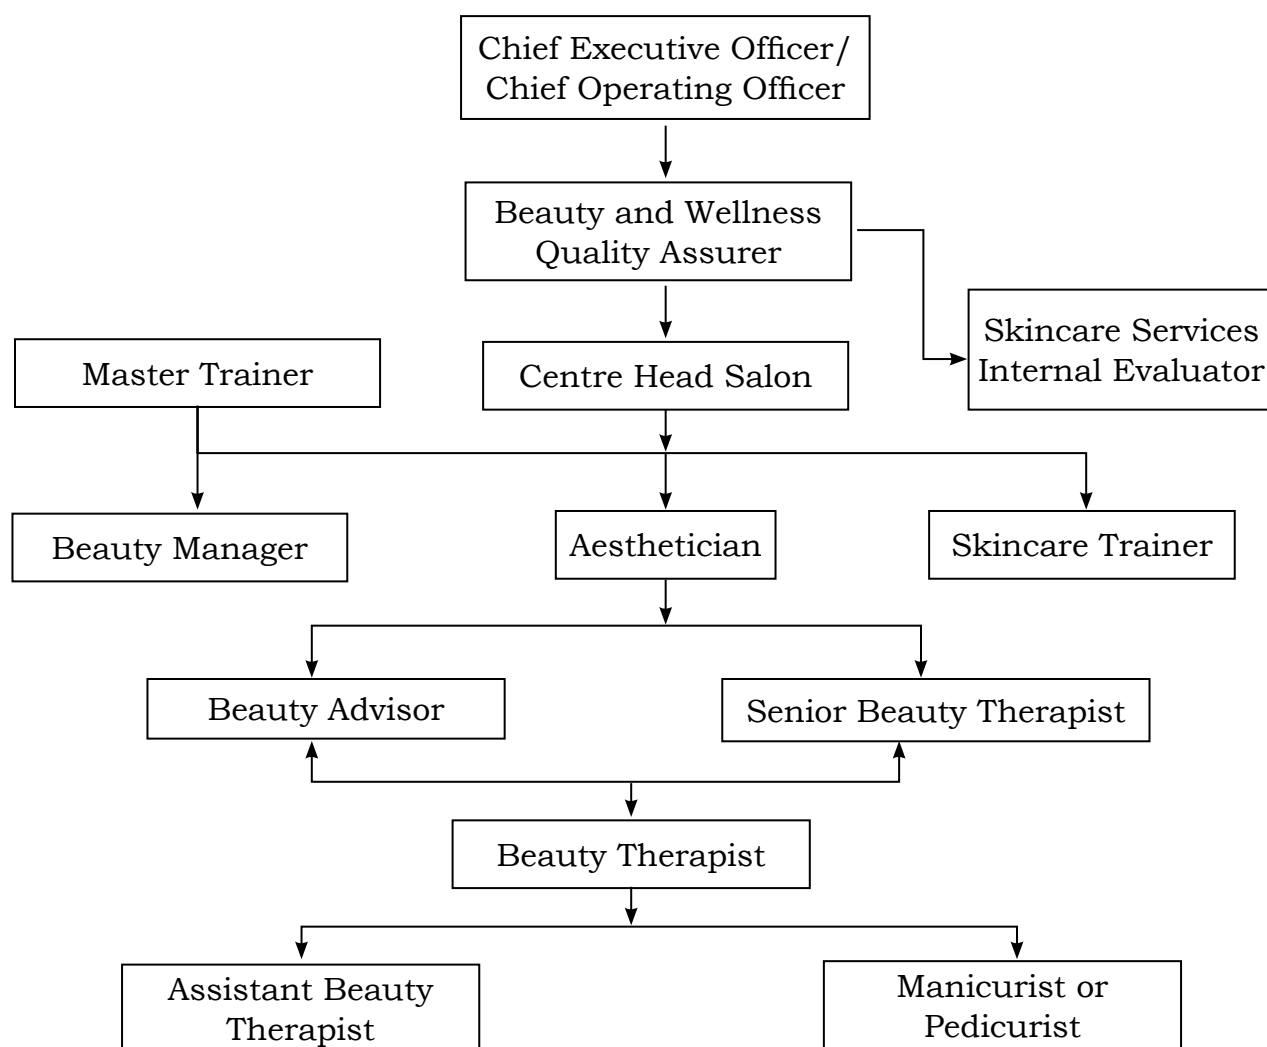 Chief Executive Officer/
Chief Operating Officer
Beauty and Wellness
Quality Assurer
Skincare Services
Internal Evaluator
Master Trainer
Centre Head Salon
Beauty Manager
Aesthetician
Skincare Trainer
Beauty Advisor
Senior Beauty Therapist
Beauty Therapist
Assistant Beauty
Therapist
Manicurist or
Pedicurist